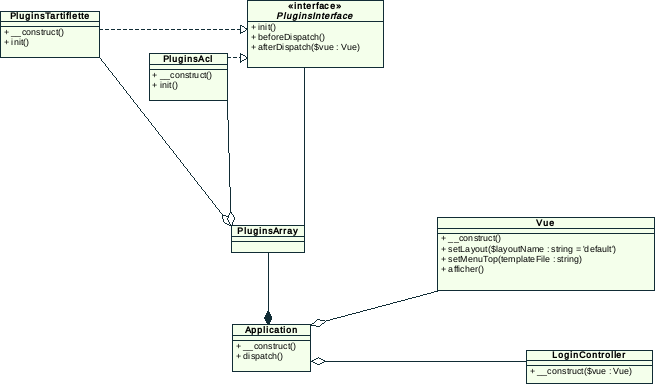 PluginsTartiflette
+ __construct()
+ init()
«interface»
PluginsInterface
+ init()
+ beforeDispatch()
+ afterDispatch($vue : Vue)
PluginsAcl
+ __construct()
+ init()
PluginsArray
Vue
+ __construct()
+ setLayout($layoutName : string = 'default')
+ setMenuTop(templateFile : string)
+ afficher()
Application
+ __construct()
+ dispatch()
LoginController
+ __construct($vue : Vue)